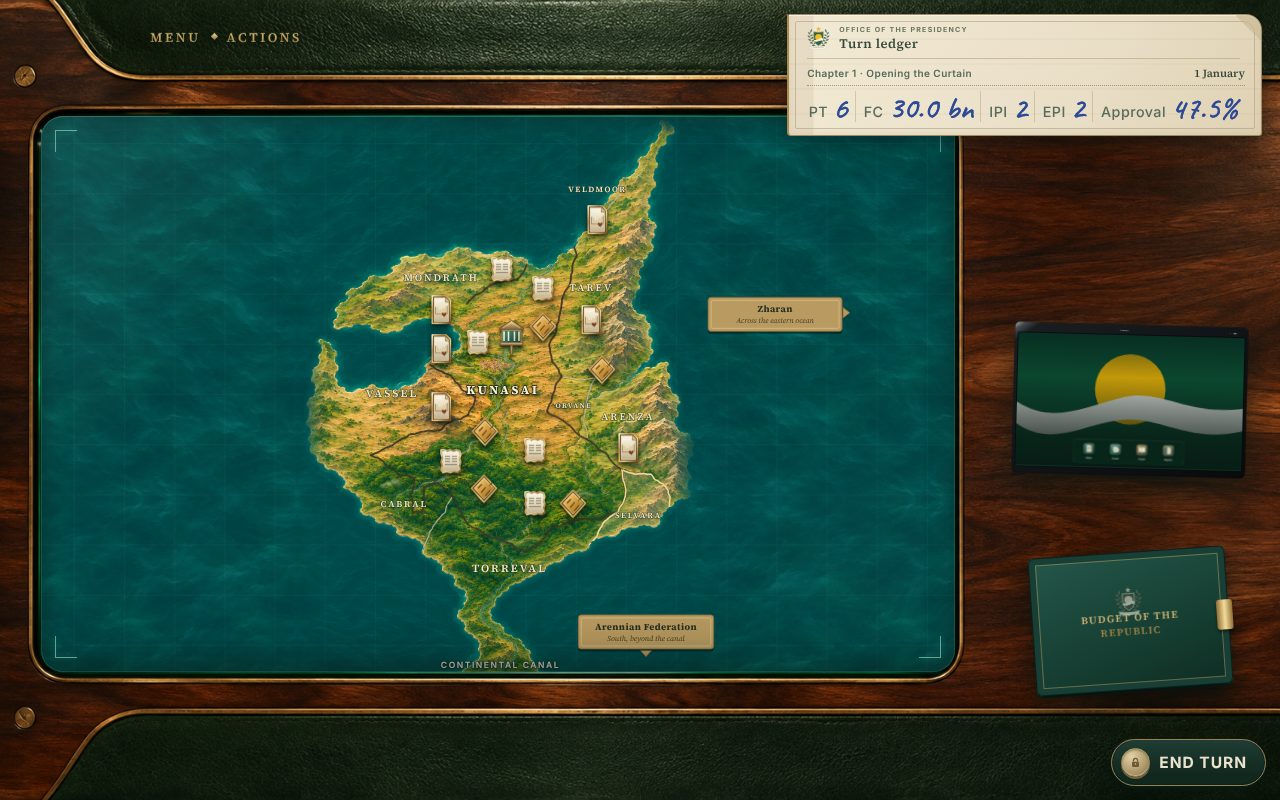 MENU ◆ ACTIONS
OFFICE OF THE PRESIDENCY
Turn ledger
Chapter 1 · Opening the Curtain
1 January
PT 6 FC 30.0 bn IPI 2 EPI 2 Approval 47.5%
VELDMOOR
MONDRATH
TAREV
Zharan
Across the eastern ocean
VASSEL
KUNASAI
ORVANE
ARENZA
CABRAL
SELVARA
TORREVAL
Arennian Federation
South, beyond the canal
CONTINENTAL CANAL
BUDGET OF THE
REPUBLIC
END TURN